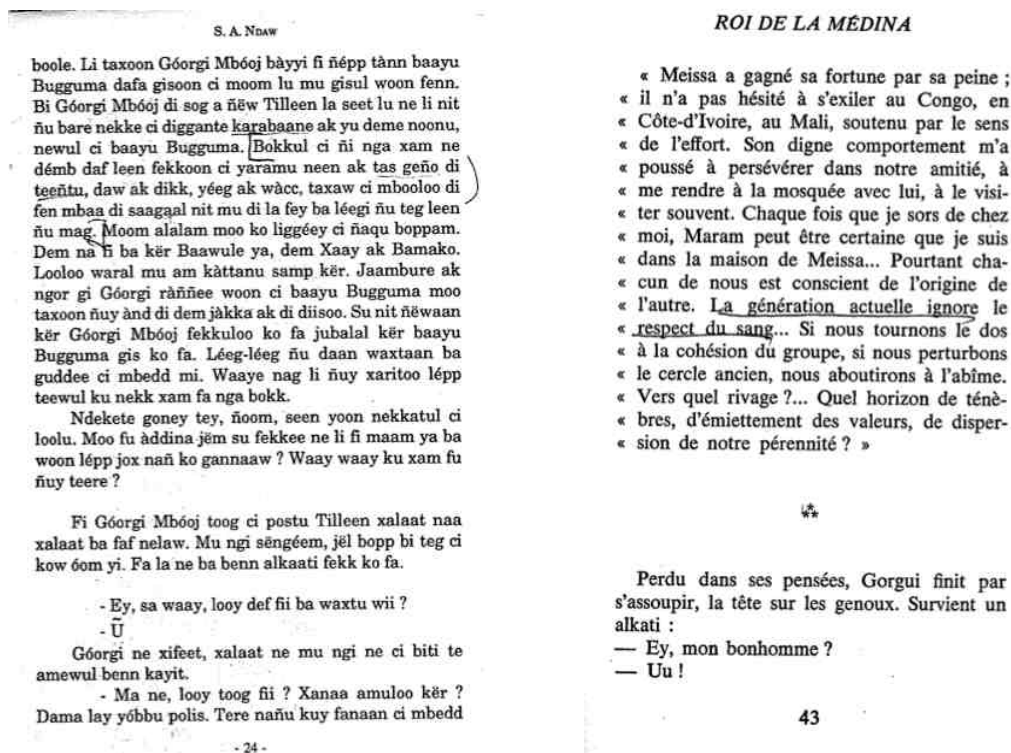 S. A. NDAW
boole. Li taxoon Góorgi Mbóoj bàyyi fi ñépp tànn baayu
Bugguma dafa gisoon ci moom lu mu gisul woon fenn.
Bi Góorgi Mbóój di sog a ñëw Tilleen la seet lu ne li nit
ñu bare nekke ci diggante karabaane ak yu deme noonu,
newul ci baayu Bugguma. Bokkul ci ñi nga xam ne
démb daf leen fekkoon ci yaramu neen ak tas geño di
teeñtu, daw ak dikk, yéeg ak wàcc, taxaw ci mbooloo di
fen mbaa di saagaal nit mu di la fey ba léegi ñu teg leen
ñu mag. Moom alalam moo ko liggéey ci ñaqu boppam.
Dem na fi ba kër Baawule ya, dem Xaay ak Bamako.
Looloo waral mu am kàttanu samp kër. Jaambure ak
ngor gi Góorgi ràññee woon ci baayu Bugguma moo
taxoon ñuy ànd di dem jàkka ak di diisoo. Su nit ñëwaan
kër Góorgi Mbóoj fekkuloo ko fa jubalal kër baayu
Bugguma gis ko fa. Léeg-léeg ñu daan waxtaan ba
guddee ci mbedd mi. Waaye nag li ñuy xaritoo lépp
teewul ku nekk xam fa nga bokk.
Ndekete goney tey, ñoom, seen yoon nekkatul ci
loolu. Moo fu àddina jëm su fekkee ne li fi maam ya ba
woon lépp jox nañ ko gannaaw ? Waay waay ku xam fu
ñuy teere ?
Fi Góorgi Mbóoj toog ci postu Tilleen xalaat naa
xalaat ba faf nelaw. Mu ngi sëngéem, jël bopp bi teg ci
kow óom yi. Fa la ne ba benn alkaati fekk ko fa.
- Ey, sa waay, looy def fii ba waxtu wii ?
- Ũ
Góorgi ne xifeet, xalaat ne mu ngi ne ci biti te
amewul benn kayit.
- Ma ne, looy toog fii ? Xanaa amuloo kër ?
Dama lay yóbbu polis. Tere nañu kuy fanaan ci mbedd
- 24 -
ROI DE LA MÉDINA
« Meissa a gagné sa fortune par sa peine ;
« il n'a pas hésité à s'exiler au Congo, en
« Côte-d'Ivoire, au Mali, soutenu par le sens
« de l'effort. Son digne comportement m'a
« poussé à persévérer dans notre amitié, à
« me rendre à la mosquée avec lui, à le visi-
« ter souvent. Chaque fois que je sors de chez
« moi, Maram peut être certaine que je suis
« dans la maison de Meissa... Pourtant cha-
« cun de nous est conscient de l'origine de
« l'autre. La génération actuelle ignore le
« respect du sang... Si nous tournons le dos
« à la cohésion du groupe, si nous perturbons
« le cercle ancien, nous aboutirons à l'abîme.
« Vers quel rivage ?... Quel horizon de ténè-
« bres, d'émiettement des valeurs, de disper-
« sion de notre pérennité ? »
⁂
Perdu dans ses pensées, Gorgui finit par
s'assoupir, la tête sur les genoux. Survient un
alkati :
— Ey, mon bonhomme ?
— Uu !
43